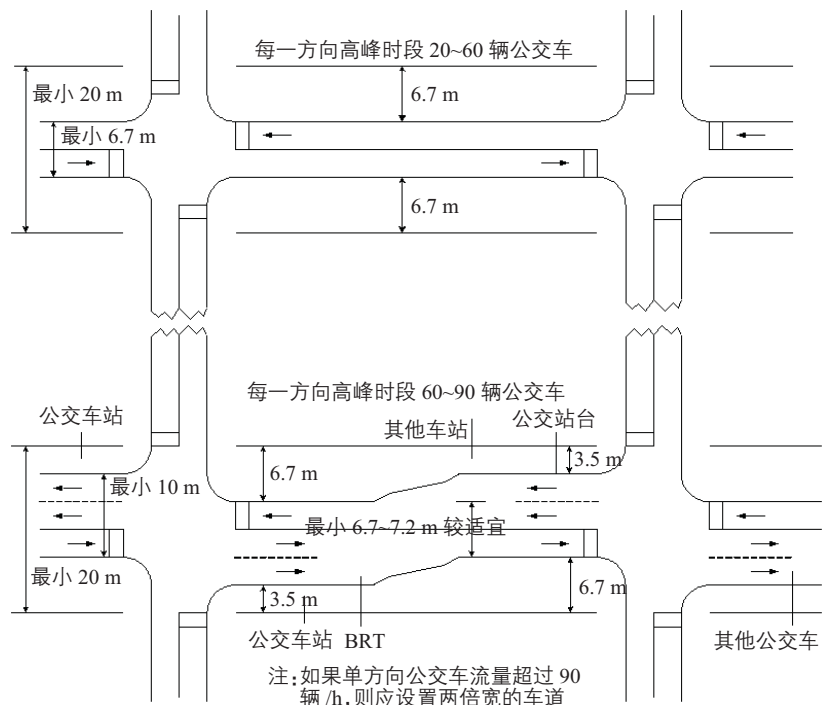 每一方向高峰时段 20~60 辆公交车
最小 20 m
6.7 m
最小 6.7 m
6.7 m
每一方向高峰时段 60~90 辆公交车
公交车站
其他车站
公交站台
3.5 m
6.7 m
最小 10 m
最小 6.7~7.2 m 较适宜
最小 20 m
6.7 m
3.5 m
公交车站 BRT
其他公交车
注:如果单方向公交车流量超过 90
辆 /h,则应设置两倍宽的车道